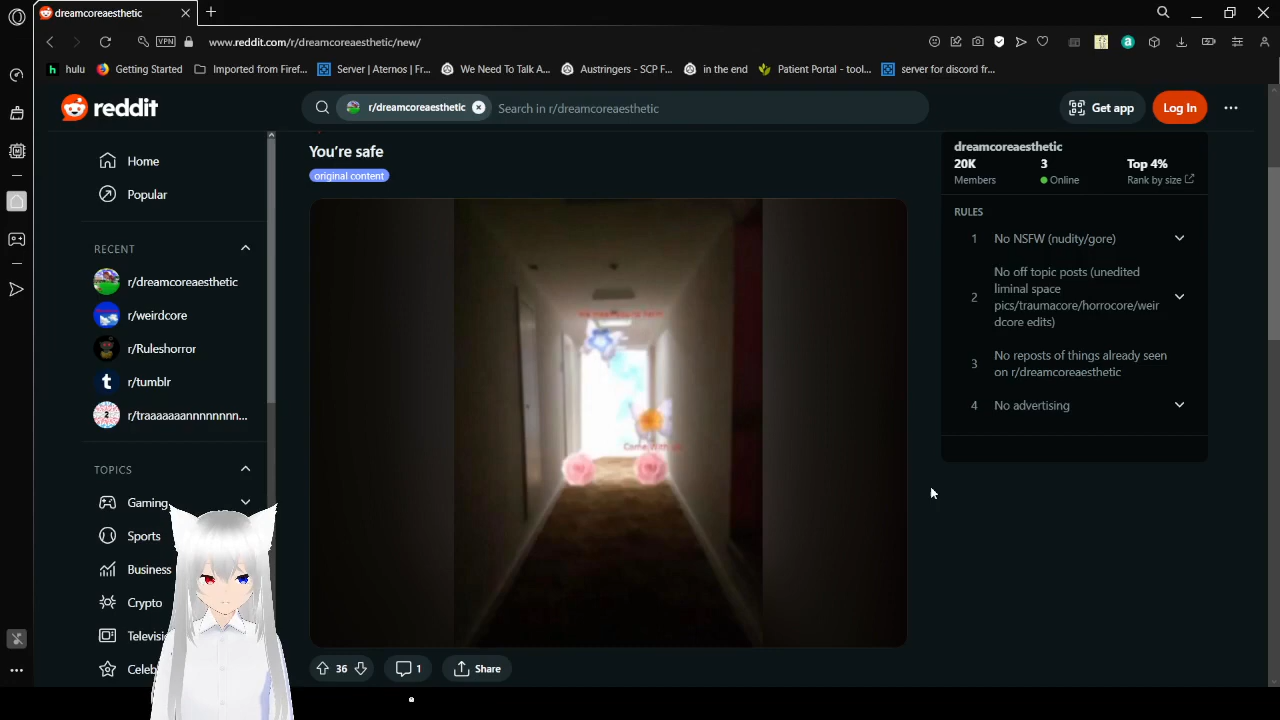 dreamcoreaesthetic
www.reddit.com/r/dreamcoreaesthetic/new/
VPN
hulu
Getting Started
Imported from Firef...
Server | Aternos | Fr...
We Need To Talk A...
Austringers - SCP F...
in the end
Patient Portal - tool...
server for discord fr...
reddit
r/dreamcoreaesthetic
Search in r/dreamcoreaesthetic
Get app
Log In
Home
Popular
RECENT
r/dreamcoreaesthetic
r/weirdcore
r/Ruleshorror
r/tumblr
r/traaaaaaannnnnnnn...
TOPICS
Gaming
Sports
Business
Crypto
Televisi
Celeb
You're safe
original content
Come With
36
1
Share
dreamcoreaesthetic
20K
3
Top 4%
Members
Online
Rank by size
RULES
1 No NSFW (nudity/gore)
2 No off topic posts (unedited
liminal space
pics/traumacore/horrocore/weir
dcore edits)
3 No reposts of things already seen
on r/dreamcoreaesthetic
4 No advertising